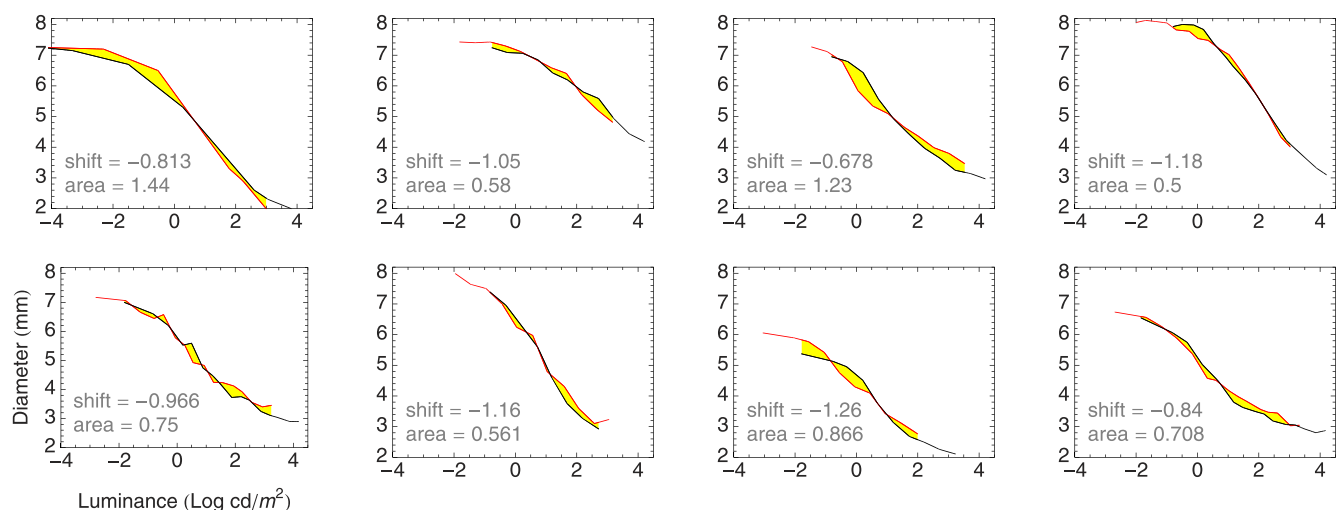 8
7
6
5
4
3
2
−4 −2 0 2 4
shift = −0.813
area = 1.44
8
7
6
5
4
3
2
−4 −2 0 2 4
shift = −1.05
area = 0.58
8
7
6
5
4
3
2
−4 −2 0 2 4
shift = −0.678
area = 1.23
8
7
6
5
4
3
2
−4 −2 0 2 4
shift = −1.18
area = 0.5
Diameter (mm)
8
7
6
5
4
3
2
−4 −2 0 2 4
shift = −0.966
area = 0.75
Luminance (Log cd/m²)
8
7
6
5
4
3
2
−4 −2 0 2 4
shift = −1.16
area = 0.561
8
7
6
5
4
3
2
−4 −2 0 2 4
shift = −1.26
area = 0.866
8
7
6
5
4
3
2
−4 −2 0 2 4
shift = −0.84
area = 0.708